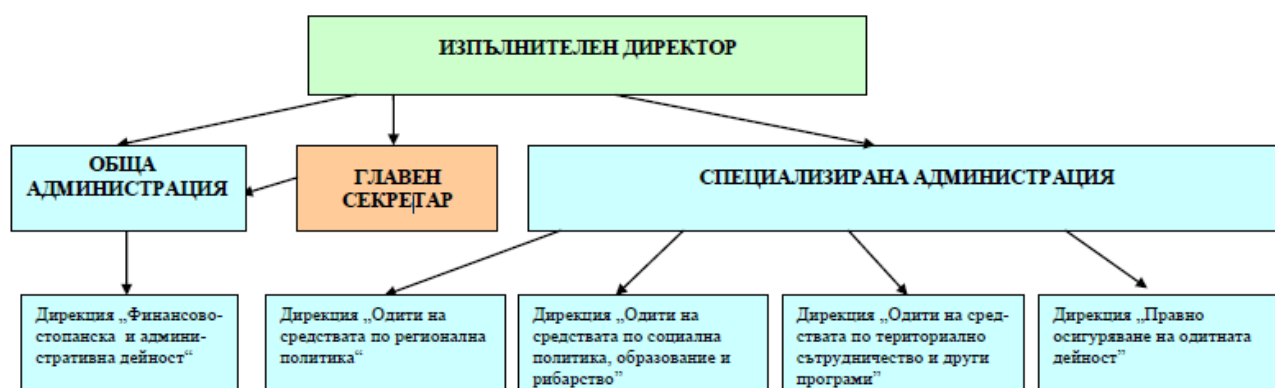 ИЗПЪЛНИТЕЛЕН ДИРЕКТОР
ОБЩА
АДМИНИСТРАЦИЯ
ГЛАВЕН
СЕКРЕТАР
СПЕЦИАЛИЗИРАНА АДМИНИСТРАЦИЯ
Дирекция „Финансово-
стопанска и админи-
стративна дейност“
Дирекция „Одити на
средствата по регионална
политика“
Дирекция „Одити на
средствата по социална
политика, образование и
рибарство”
Дирекция „Одити на сред-
ствата по териториално
сътрудничество и други
програми”
Дирекция „Правно
осигуряване на одитната
дейност”